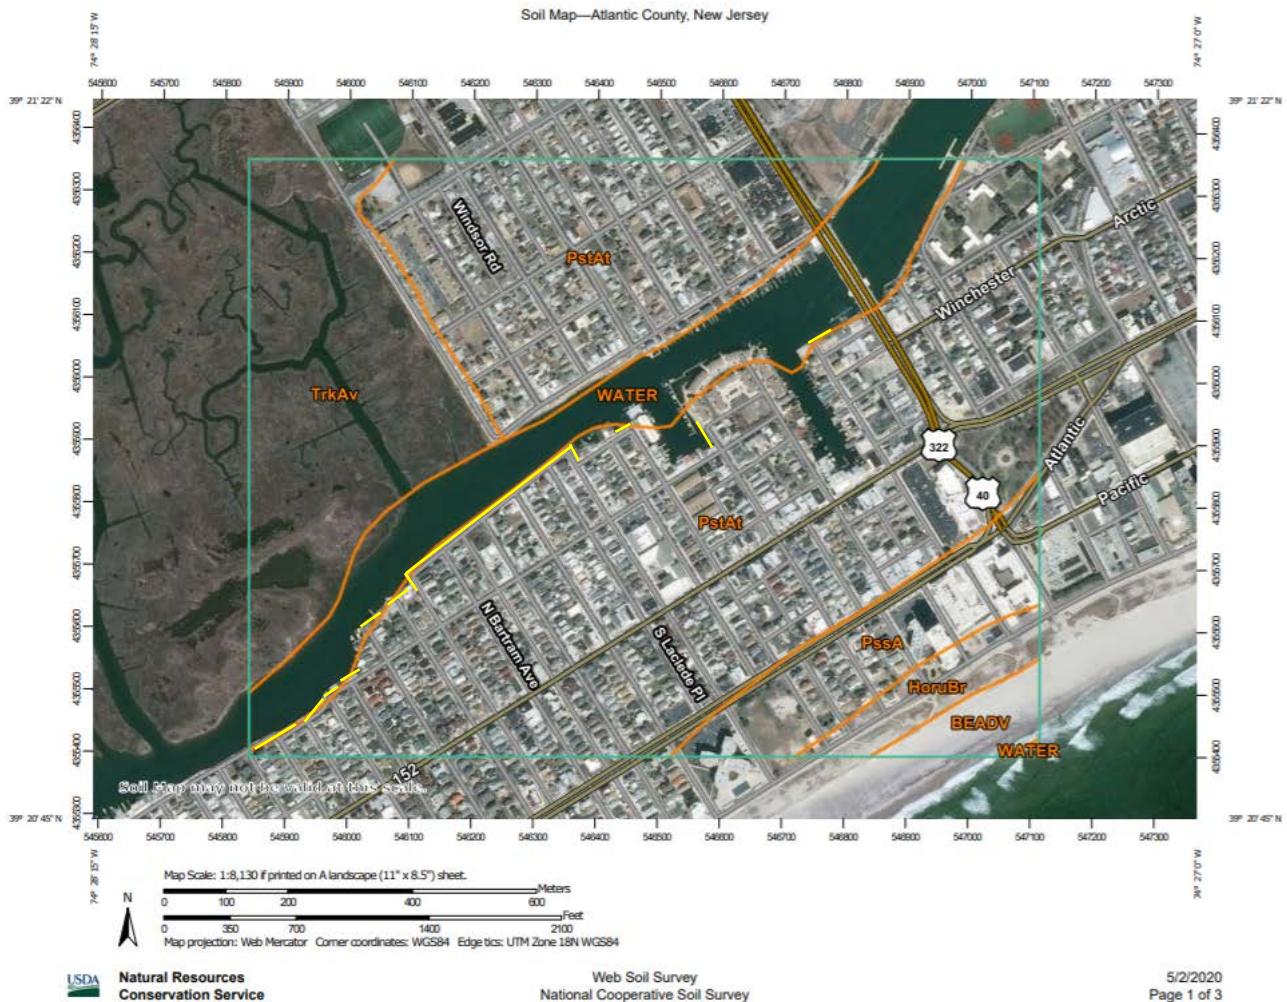 Soil Map—Atlantic County, New Jersey
74° 28' 15" W
74° 27' 0" W
545600 545700 545800 545900 546000 546100 546200 546300 546400 546500 546600 546700 546800 546900 547000 547100 547200 547300
39° 21' 22" N
39° 21' 22" N
Windsor Rd
PstAt
Arctic
Winchester
TrkAv
WATER
322
Atlantic
40
Pacific
PstAt
N Bartram Ave
S Laclede Pl
PssA
HoruBr
BEADV
WATER
152
Soil Map may not be valid at this scale.
39° 20' 45" N
39° 20' 45" N
74° 28' 15" W
74° 27' 0" W
Map Scale: 1:8,130 if printed on A landscape (11" x 8.5") sheet.
N
Meters
0 100 200 400 600
Feet
0 350 700 1400 2100
Map projection: Web Mercator Corner coordinates: WGS84 Edge tics: UTM Zone 18N WGS84
USDA
Natural Resources
Conservation Service
Web Soil Survey
National Cooperative Soil Survey
5/2/2020
Page 1 of 3